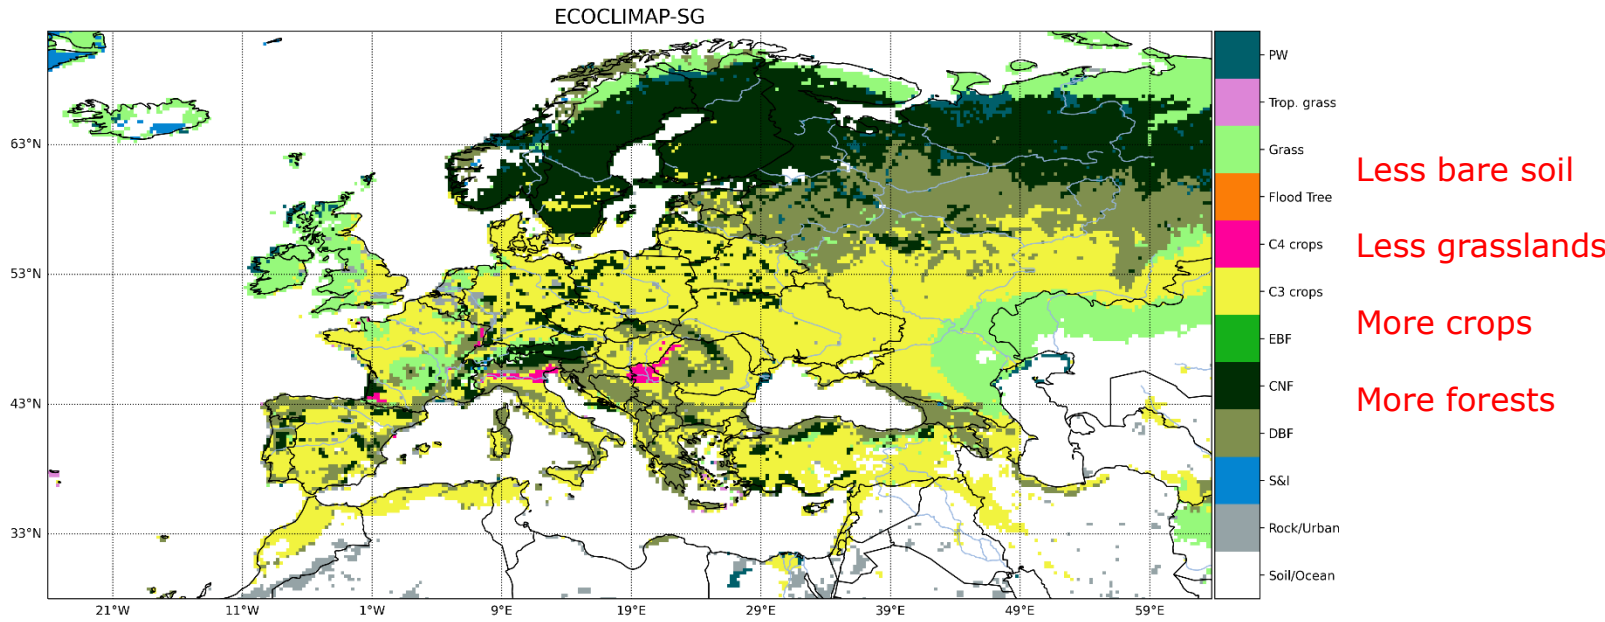 ECOCLIMAP-SG
63°N
53°N
43°N
33°N
21°W
11°W
1°W
9°E
19°E
29°E
39°E
49°E
59°E
PW
Trop. grass
Grass
Flood Tree
C4 crops
C3 crops
EBF
CNF
DBF
S&I
Rock/Urban
Soil/Ocean
Less bare soil
Less grasslands
More crops
More forests